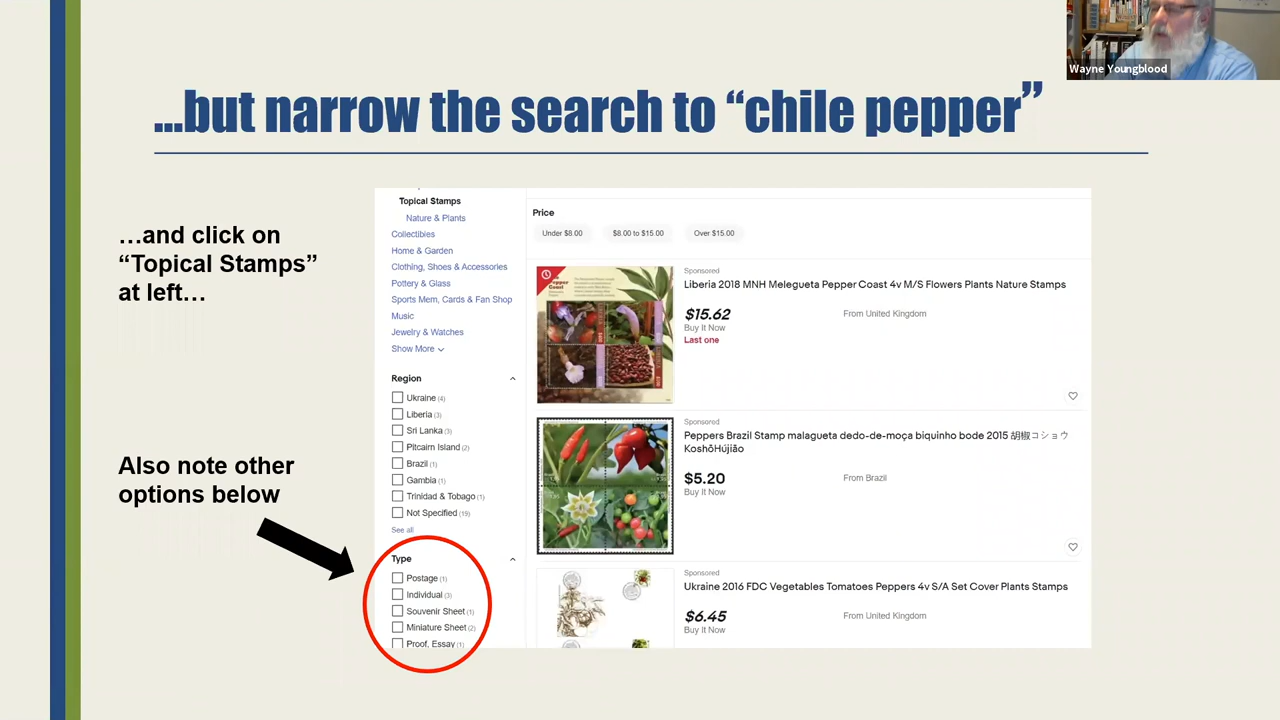 Wayne Youngblood
...but narrow the search to “chile pepper”
…and click on
“Topical Stamps”
at left…
Also note other
options below
Topical Stamps
Nature & Plants
Collectibles
Home & Garden
Clothing, Shoes & Accessories
Pottery & Glass
Sports Mem, Cards & Fan Shop
Music
Jewelry & Watches
Show More
Region
Ukraine (4)
Liberia (3)
Sri Lanka (3)
Pitcairn Island (2)
Brazil (1)
Gambia (1)
Trinidad & Tobago (1)
Not Specified (19)
See all
Type
Postage (1)
Individual (3)
Souvenir Sheet (1)
Miniature Sheet (2)
Proof, Essay (1)
Price
Under $8.00
$8.00 to $15.00
Over $15.00
Sponsored
Liberia 2018 MNH Melegueta Pepper Coast 4v M/S Flowers Plants Nature Stamps
$15.62
From United Kingdom
Buy It Now
Last one
Sponsored
Peppers Brazil Stamp malagueta dedo-de-moça biquinho bode 2015 胡椒コショウ
KoshōHújiāo
$5.20
From Brazil
Buy It Now
Sponsored
Ukraine 2016 FDC Vegetables Tomatoes Peppers 4v S/A Set Cover Plants Stamps
$6.45
From United Kingdom
Buy It Now